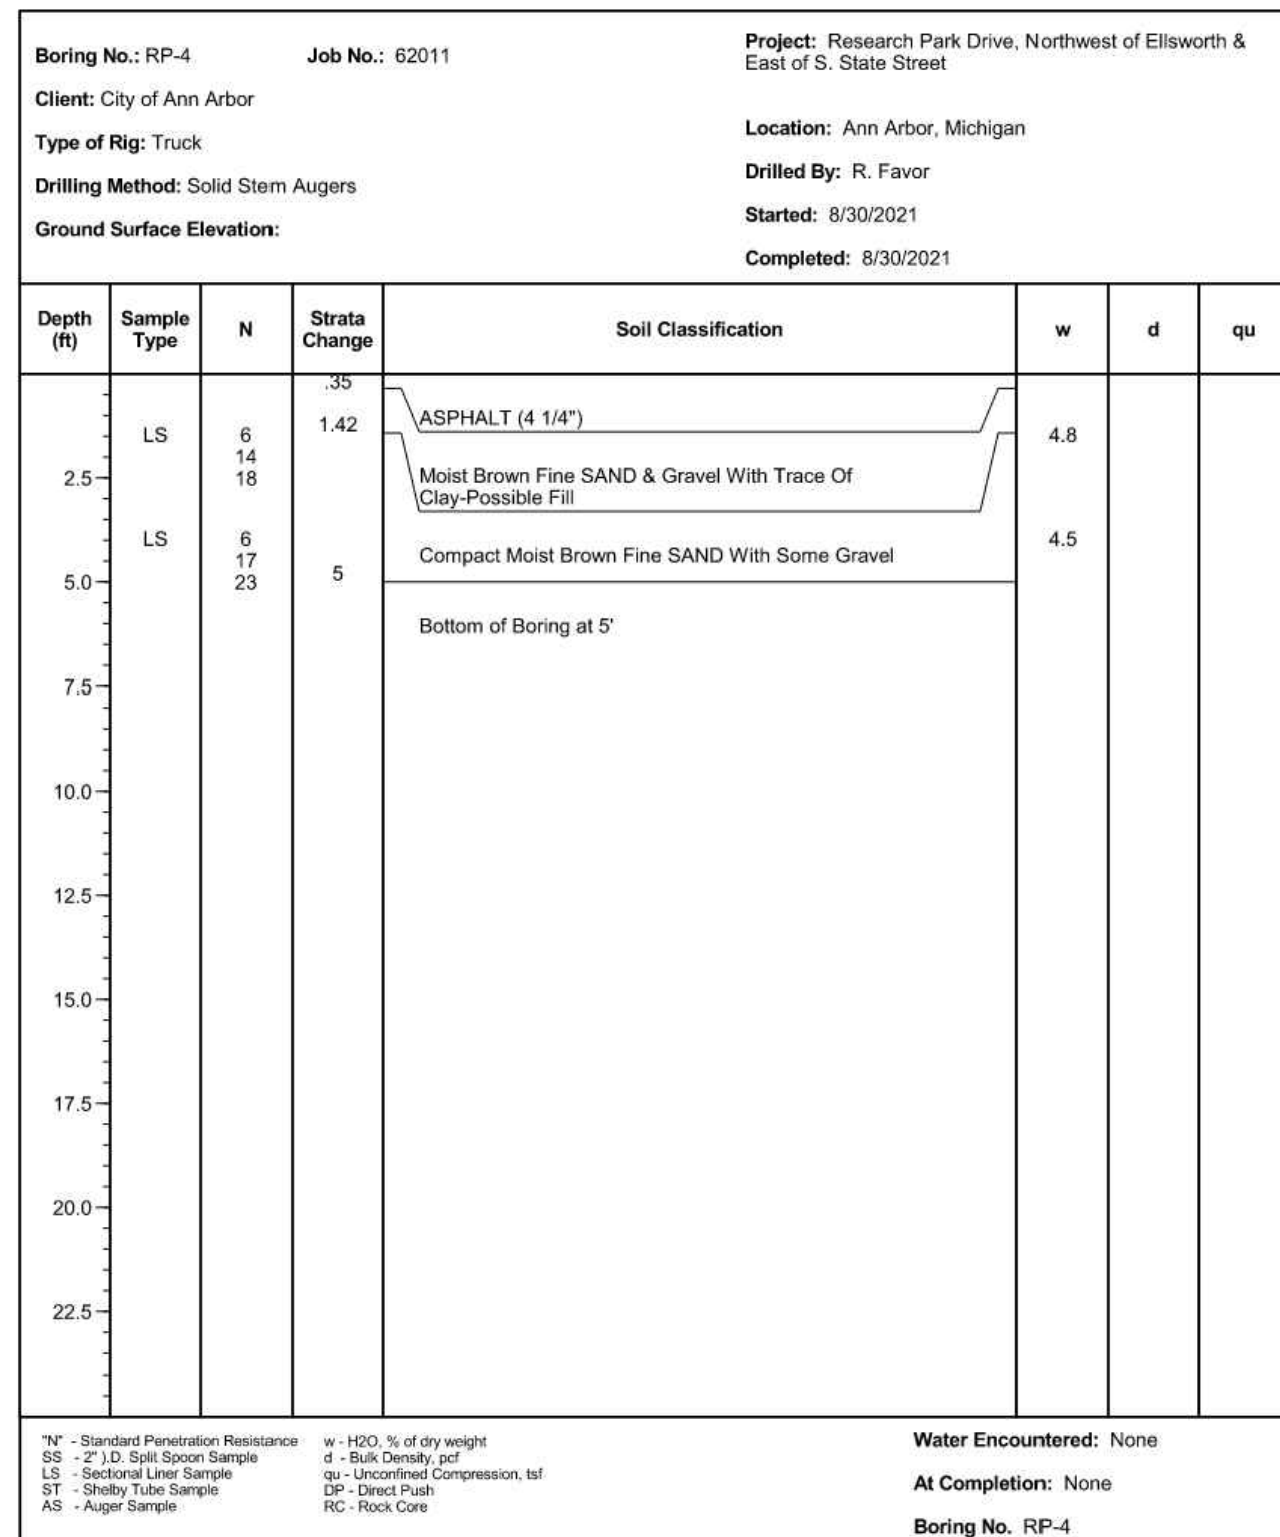 Boring No.: RP-4 Job No.: 62011
Client: City of Ann Arbor
Type of Rig: Truck
Drilling Method: Solid Stem Augers
Ground Surface Elevation:
Project: Research Park Drive, Northwest of Ellsworth &
East of S. State Street
Location: Ann Arbor, Michigan
Drilled By: R. Favor
Started: 8/30/2021
Completed: 8/30/2021
Depth (ft) Sample Type N Strata Change Soil Classification w d qu
.35
ASPHALT (4 1/4")
1.42
LS 6 4.8
14
2.5 18 Moist Brown Fine SAND & Gravel With Trace Of
Clay-Possible Fill
LS 6 4.5
17 Compact Moist Brown Fine SAND With Some Gravel
5.0 23 5
Bottom of Boring at 5'
7.5
10.0
12.5
15.0
17.5
20.0
22.5
"N" - Standard Penetration Resistance
SS - 2" ).D. Split Spoon Sample
LS - Sectional Liner Sample
ST - Shelby Tube Sample
AS - Auger Sample
w - H2O, % of dry weight
d - Bulk Density, pcf
qu - Unconfined Compression, tsf
DP - Direct Push
RC - Rock Core
Water Encountered: None
At Completion: None
Boring No. RP-4